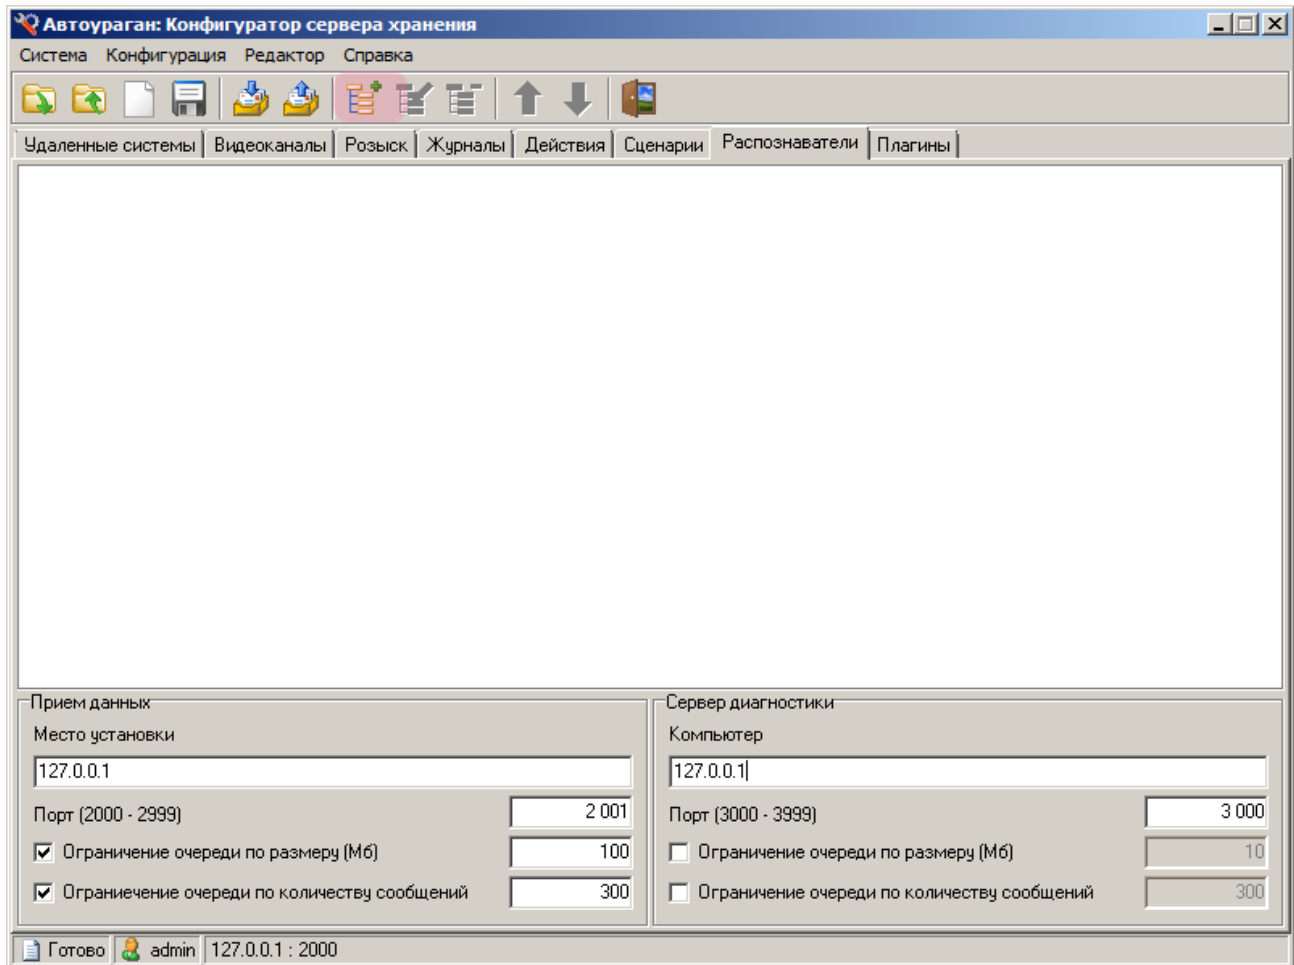 Автоураган: Конфигуратор сервера хранения
Система Конфигурация Редактор Справка
Удаленные системы Видеоканалы Розыск Журналы Действия Сценарии Распознаватели Плагины
Прием данных
Место установки
127.0.0.1
Порт (2000 - 2999) 2 001
Ограничение очереди по размеру (Мб) 100
Ограниечение очереди по количеству сообщений 300
Сервер диагностики
Компьютер
127.0.0.1
Порт (3000 - 3999) 3 000
Ограничение очереди по размеру (Мб) 10
Ограничение очереди по количеству сообщений 300
Готово admin 127.0.0.1 : 2000